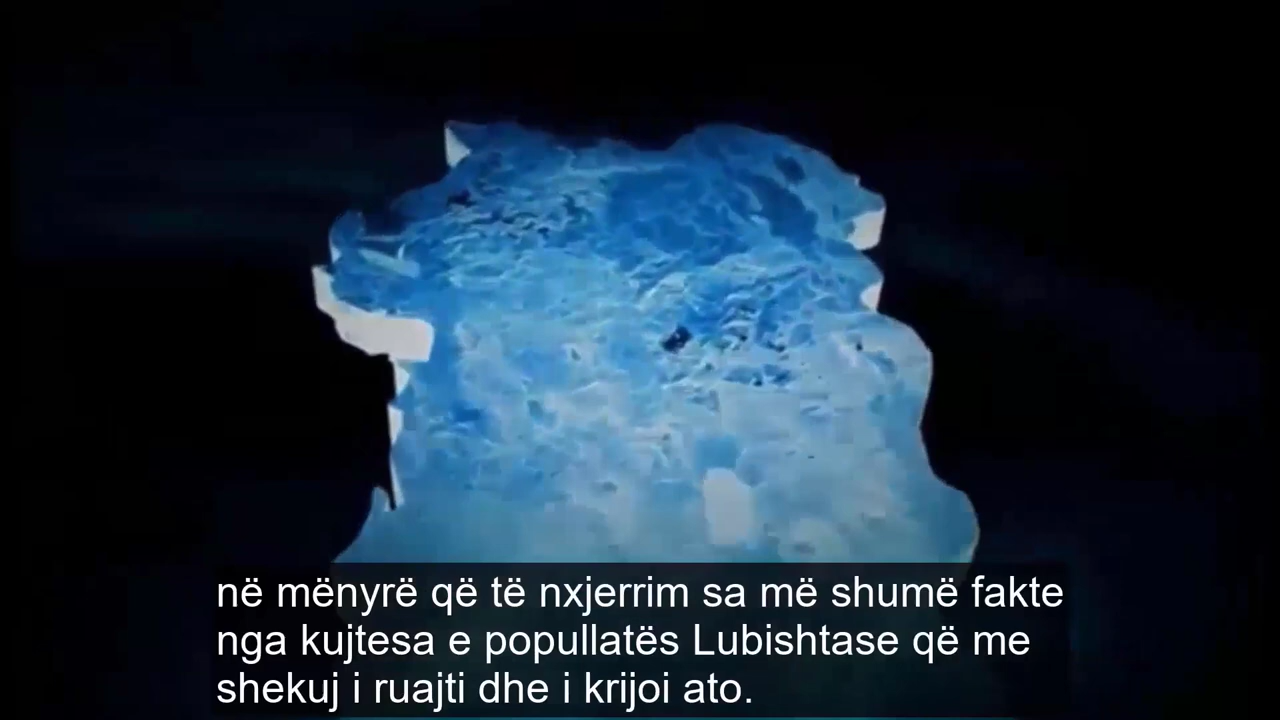 në mënyrë që të nxjerrim sa më shumë fakte
nga kujtesa e popullatës Lubishtase që me
shekuj i ruajti dhe i krijoi ato.